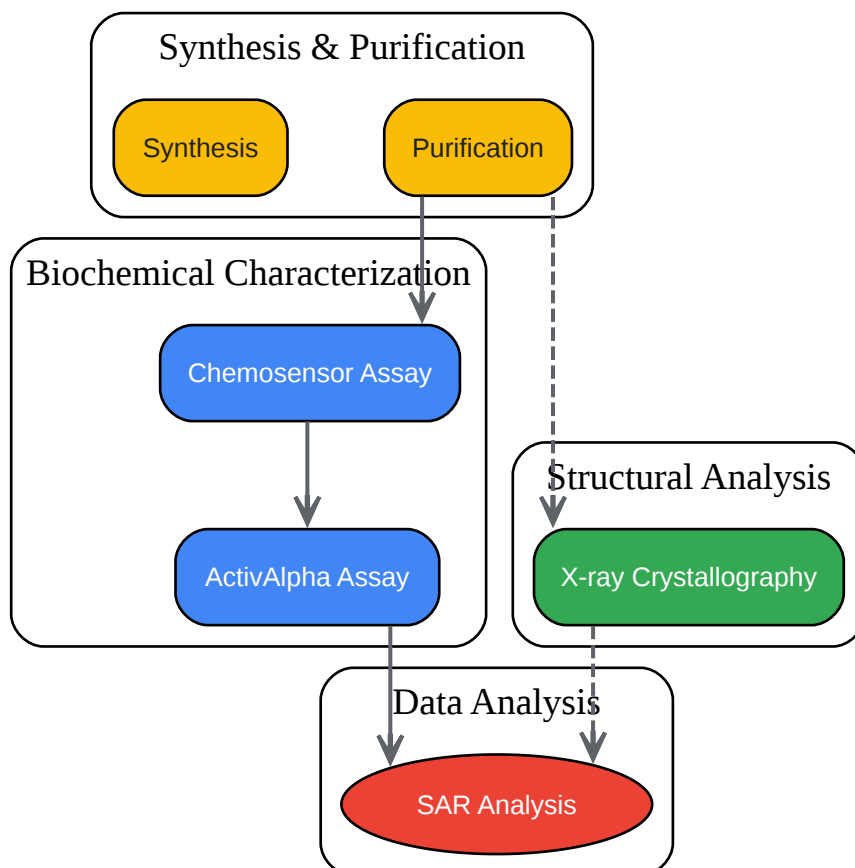 Synthesis & Purification
Synthesis
Purification
Biochemical Characterization
Chemosensor Assay
Structural Analysis
ActivAlpha Assay
X-ray Crystallography
Data Analysis
SAR Analysis